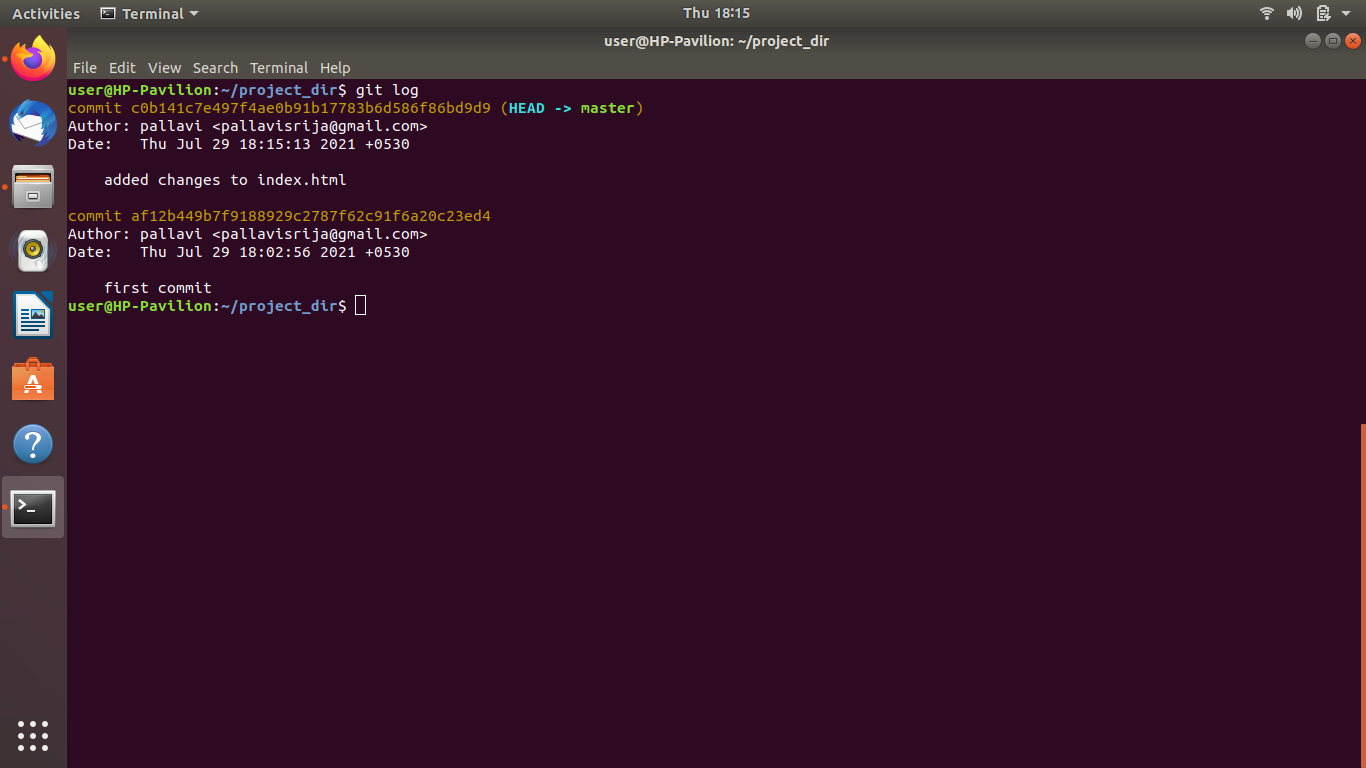 Activities Terminal Thu 18:15
user@HP-Pavilion: ~/project_dir
File Edit View Search Terminal Help
user@HP-Pavilion:~/project_dir$ git log
commit c0b141c7e497f4ae0b91b17783b6d586f86bd9d9 (HEAD -> master)
Author: pallavi <pallavisrija@gmail.com>
Date:   Thu Jul 29 18:15:13 2021 +0530
    added changes to index.html
commit af12b449b7f9188929c2787f62c91f6a20c23ed4
Author: pallavi <pallavisrija@gmail.com>
Date:   Thu Jul 29 18:02:56 2021 +0530
    first commit
user@HP-Pavilion:~/project_dir$